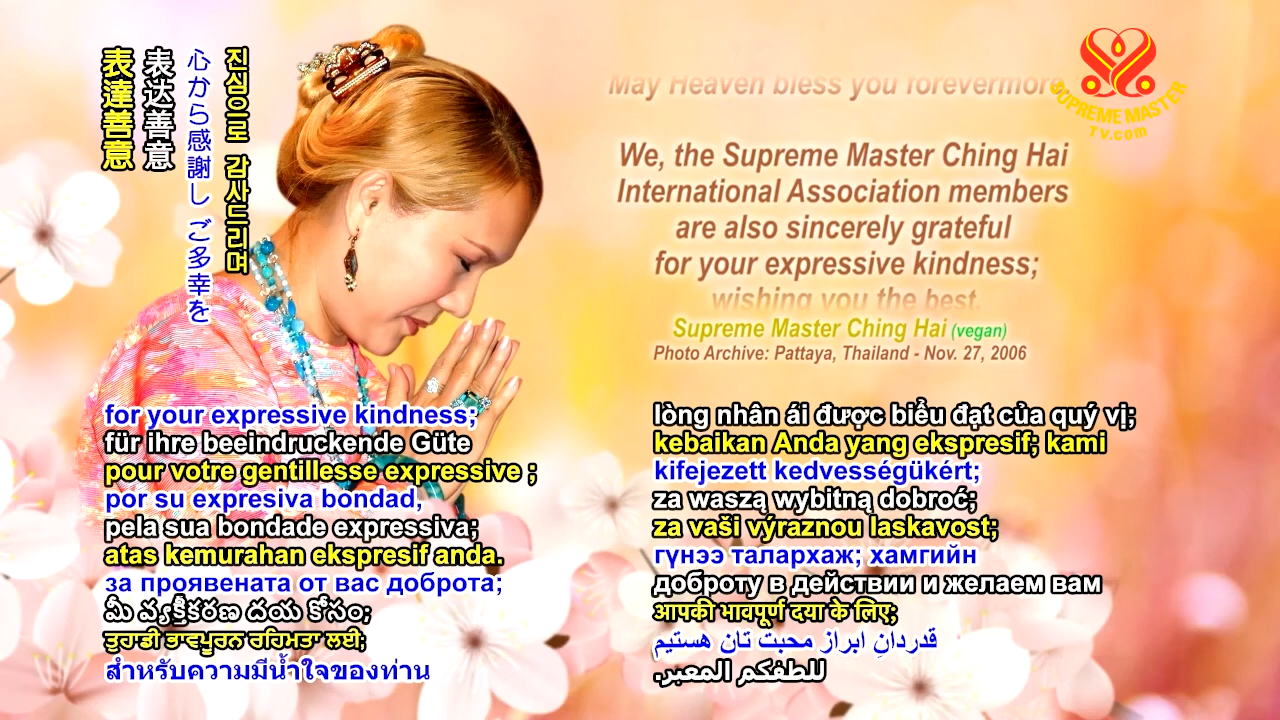 表達善意
表达善意
心から感謝し ご多幸を
진심으로 감사드리며
May Heaven bless you forevermore
SUPREME MASTER
TV.com
We, the Supreme Master Ching Hai
International Association members
are also sincerely grateful
for your expressive kindness;
wishing you the best.
Supreme Master Ching Hai (vegan)
Photo Archive: Pattaya, Thailand - Nov. 27, 2006
for your expressive kindness;
für ihre beeindruckende Güte
pour votre gentillesse expressive ;
por su expresiva bondad,
pela sua bondade expressiva;
atas kemurahan ekspresif anda.
за проявената от вас доброта;
మీ వ్యక్తీకరణ దయ కోసం;
ਤੁਹਾਡੀ ਭਾਵਪੂਰਨ ਰਹਿਮਤਾ ਲਈ;
สำหรับความมีน้ำใจของท่าน
lòng nhân ái được biểu đạt của quý vị;
kebaikan Anda yang ekspresif; kami
kifejezett kedvességükért;
za waszą wybitną dobroć;
za vaši výraznou laskavost;
гүнээ талархаж; хамгийн
доброту в действии и желаем вам
आपकी भावपूर्ण दया के लिए;
قدردانِ ابراز محبت تان هستیم
للطفكم المعبر.